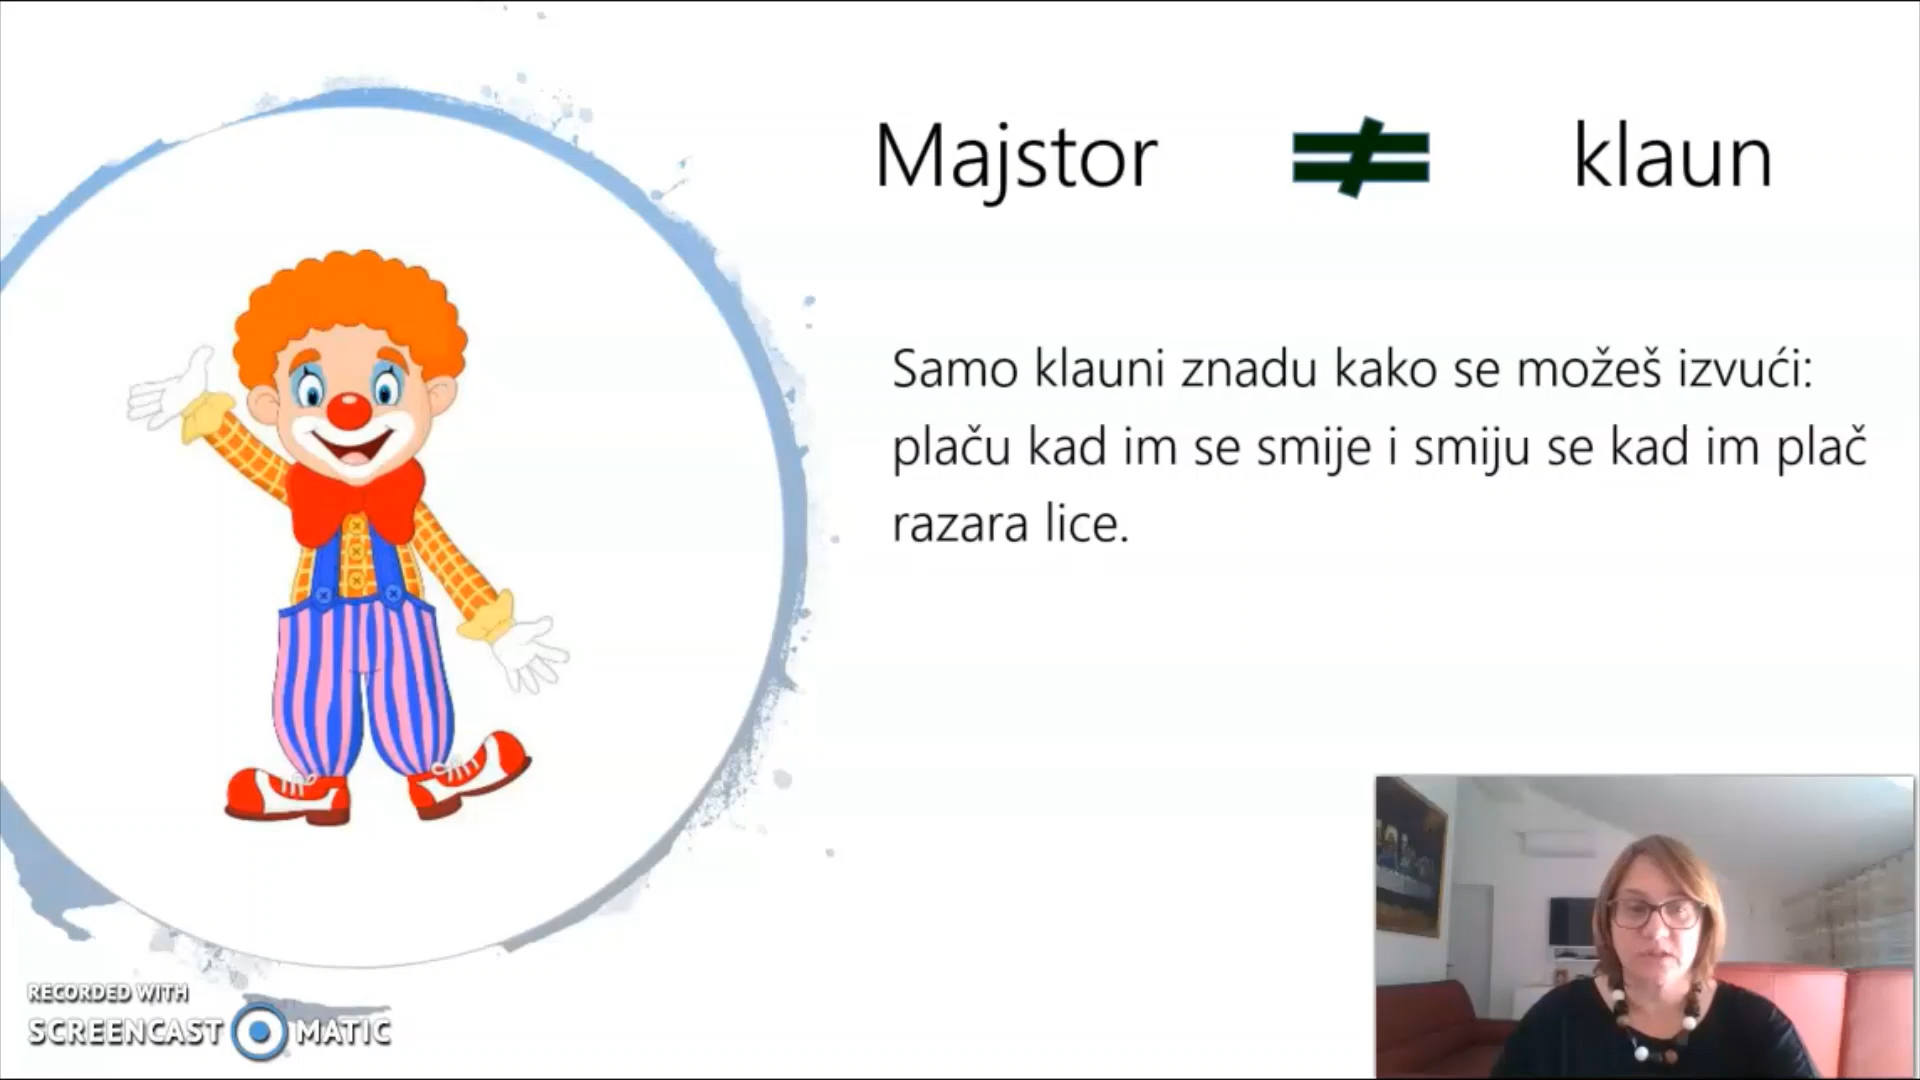 Majstor ≠ klaun
Samo klauni znadu kako se možeš izvući:
plaču kad im se smije i smiju se kad im plač
razara lice.
RECORDED WITH
SCREENCAST MATIC